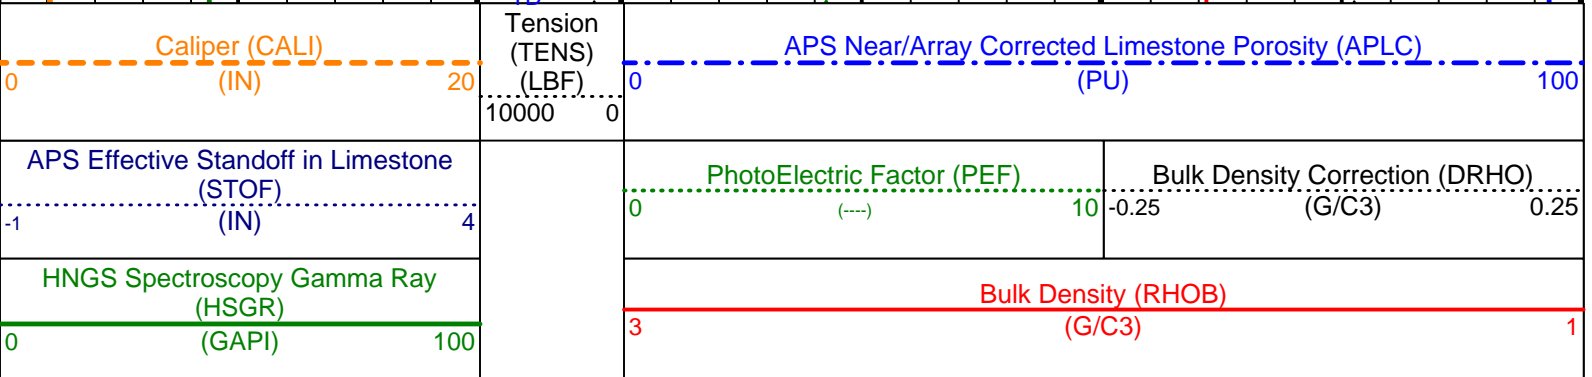 TD
Caliper (CALI)
(IN)
0 20
Tension
(TENS)
(LBF)
10000 0
APS Near/Array Corrected Limestone Porosity (APLC)
(PU)
0 100
APS Effective Standoff in Limestone
(STOF)
(IN)
-1 4
PhotoElectric Factor (PEF)
(----)
0 10
Bulk Density Correction (DRHO)
(G/C3)
-0.25 0.25
HNGS Spectroscopy Gamma Ray
(HSGR)
(GAPI)
0 100
Bulk Density (RHOB)
(G/C3)
3 1